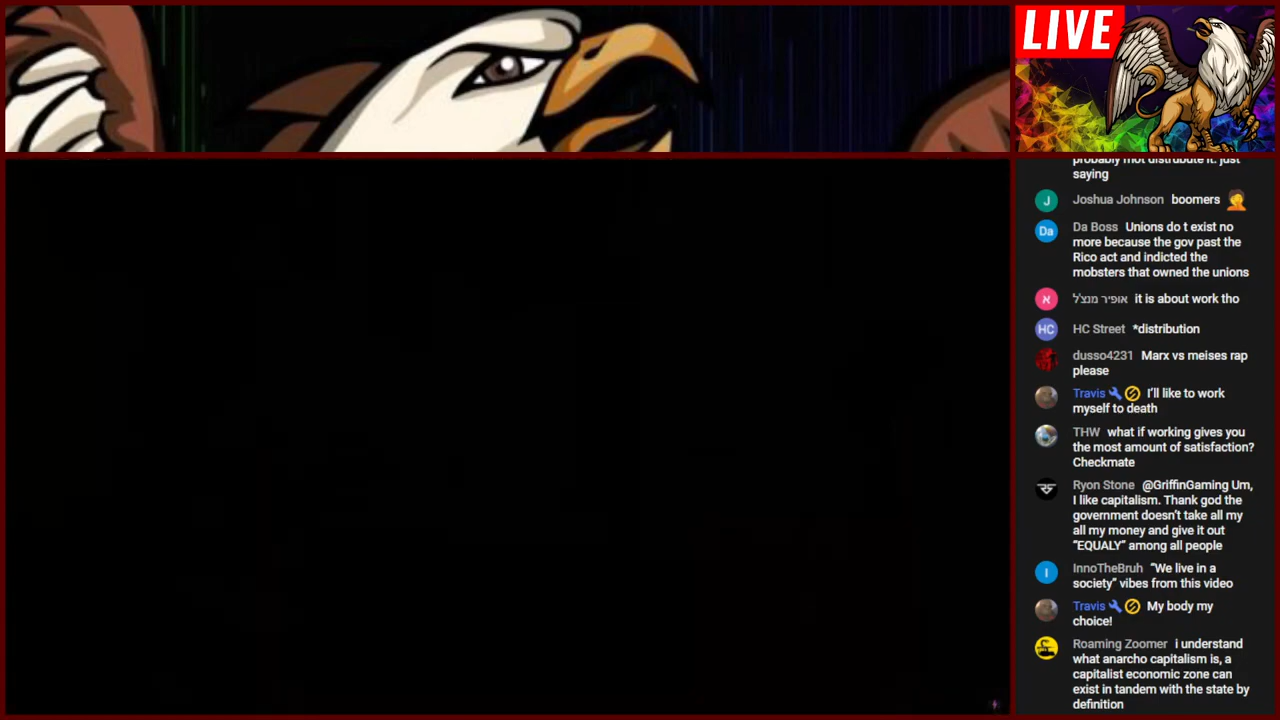 LIVE
probably mot distrubute it. just
saying
J Joshua Johnson boomers
Da Da Boss Unions do t exist no
more because the gov past the
Rico act and indicted the
mobsters that owned the unions
א אופיר מנצ'ל it is about work tho
HC HC Street *distribution
dusso4231 Marx vs meises rap
please
Travis I'll like to work
myself to death
THW what if working gives you
the most amount of satisfaction?
Checkmate
Ryon Stone @GriffinGaming Um,
I like capitalism. Thank god the
government doesn't take all my
all my money and give it out
“EQUALY” among all people
I InnoTheBruh “We live in a
society” vibes from this video
Travis My body my
choice!
Roaming Zoomer i understand
what anarcho capitalism is, a
capitalist economic zone can
exist in tandem with the state by
definition